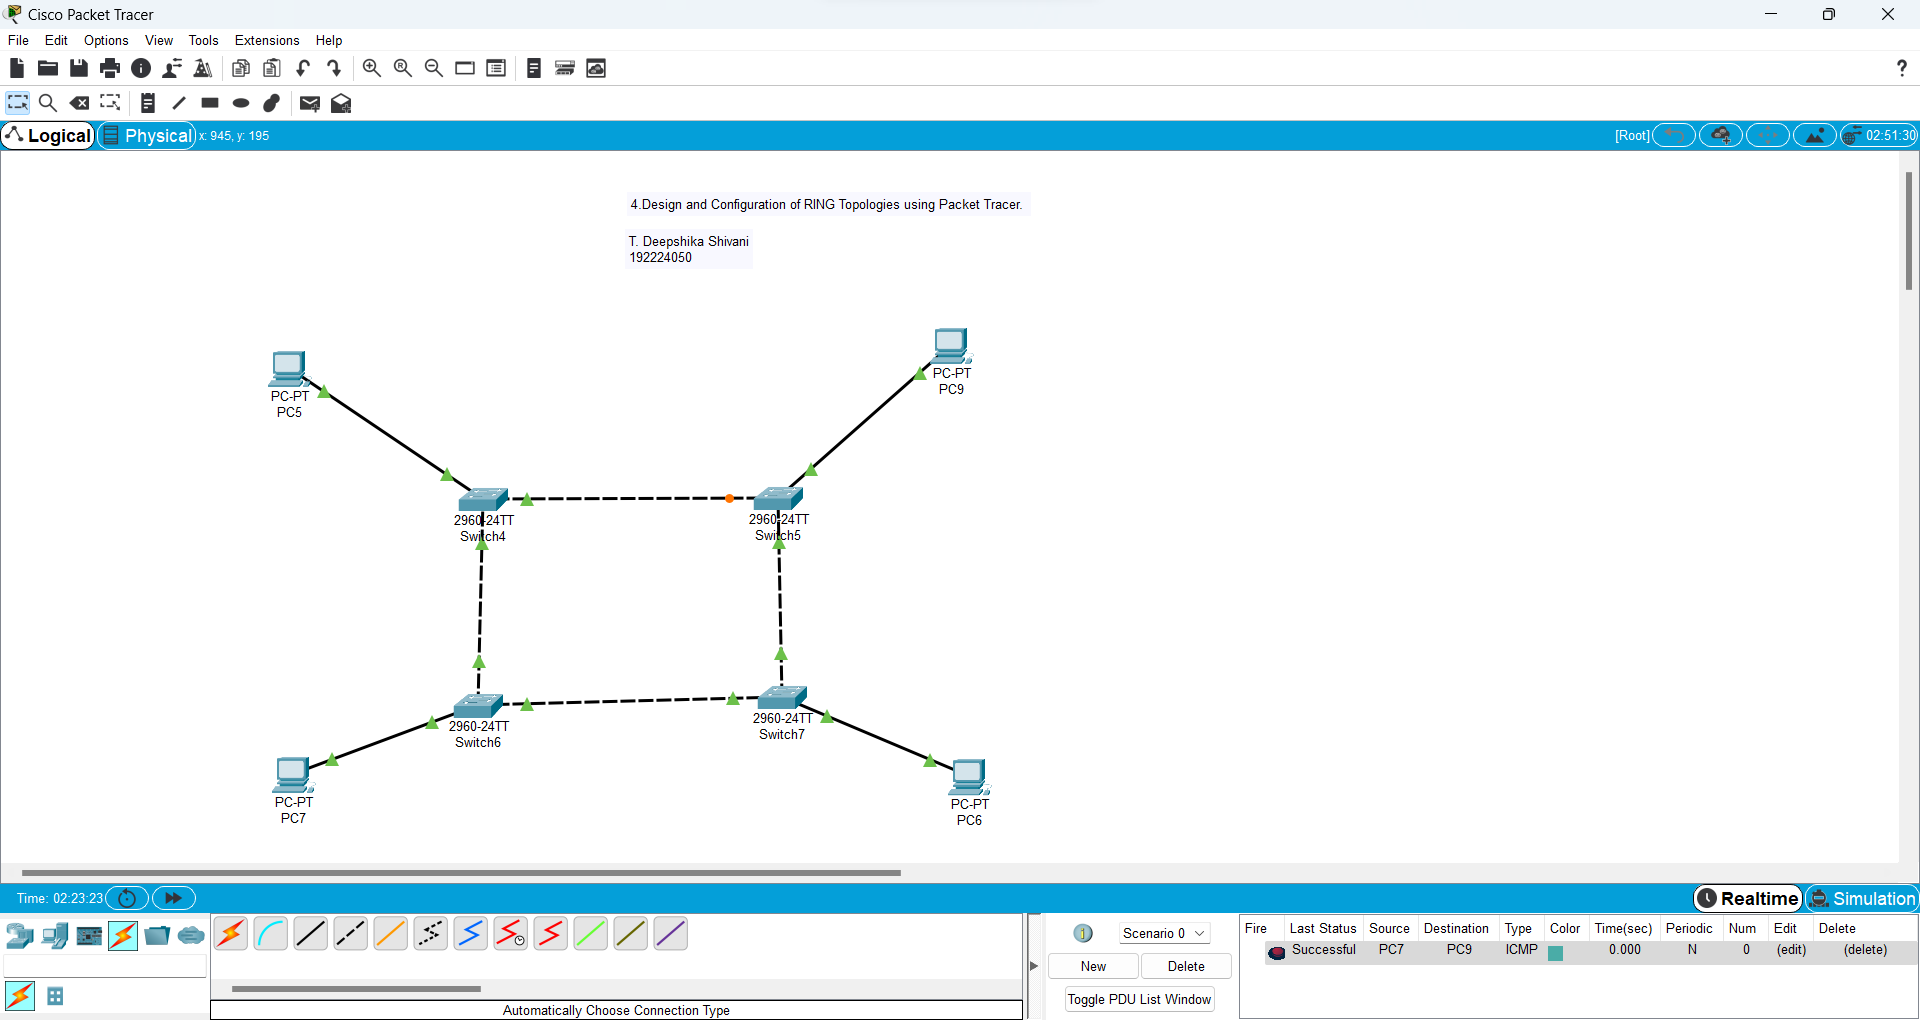 Cisco Packet Tracer
File Edit Options View Tools Extensions Help
Logical Physical x: 945, y: 195 [Root] 02:51:30
4.Design and Configuration of RING Topologies using Packet Tracer.
T. Deepshika Shivani
192224050
PC-PT
PC9
PC-PT
PC5
2960-24TT
Switch4
2960-24TT
Switch5
2960-24TT
Switch6
2960-24TT
Switch7
PC-PT
PC7
PC-PT
PC6
Time: 02:23:23 Realtime Simulation
Scenario 0
New Delete
Toggle PDU List Window
Fire Last Status Source Destination Type Color Time(sec) Periodic Num Edit Delete
Successful PC7 PC9 ICMP 0.000 N 0 (edit) (delete)
Automatically Choose Connection Type